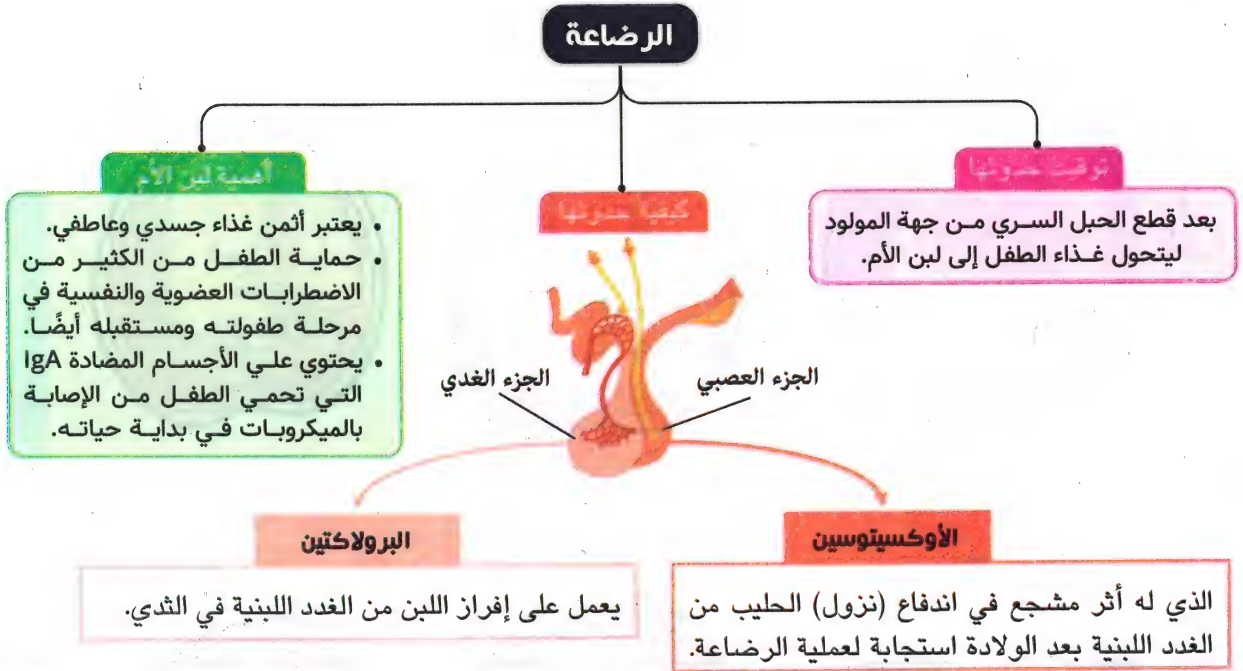 الرضاعة
توقيت حدوثها
بعد قطع الحبل السري من جهة المولود
ليتحول غذاء الطفل إلى لبن الأم.
كيفية حدوثها
أهمية لبن الأم
• يعتبر أثمن غذاء جسدي وعاطفي.
• حماية الطفل من الكثير من
الاضطرابات العضوية والنفسية في
مرحلة طفولته ومستقبله أيضًا.
• يحتوي علي الأجسام المضادة IgA
التي تحمي الطفل من الإصابة
بالميكروبات في بداية حياته.
الجزء العصبي
الجزء الغدي
الأوكسيتوسين
الذي له أثر مشجع في اندفاع (نزول) الحليب من
الغدد اللبنية بعد الولادة استجابة لعملية الرضاعة.
البرولاكتين
يعمل على إفراز اللبن من الغدد اللبنية في الثدي.